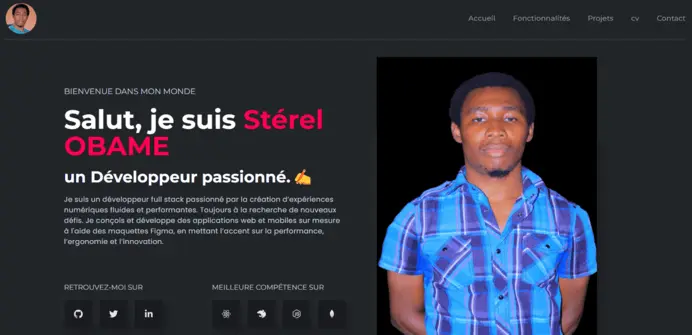 Accueil Fonctionnalités Projets cv Contact
BIENVENUE DANS MON MONDE
Salut, je suis Stérel
OBAME
un Développeur passionné. ✍️
Je suis un développeur full stack passionné par la création d'expériences
numériques fluides et performantes. Toujours à la recherche de nouveaux
défis. Je conçois et développe des applications web et mobiles sur mesure
à l'aide des maquettes Figma, en mettant l'accent sur la performance,
l'ergonomie et l'innovation.
RETROUVEZ-MOI SUR MEILLEURE COMPÉTENCE SUR